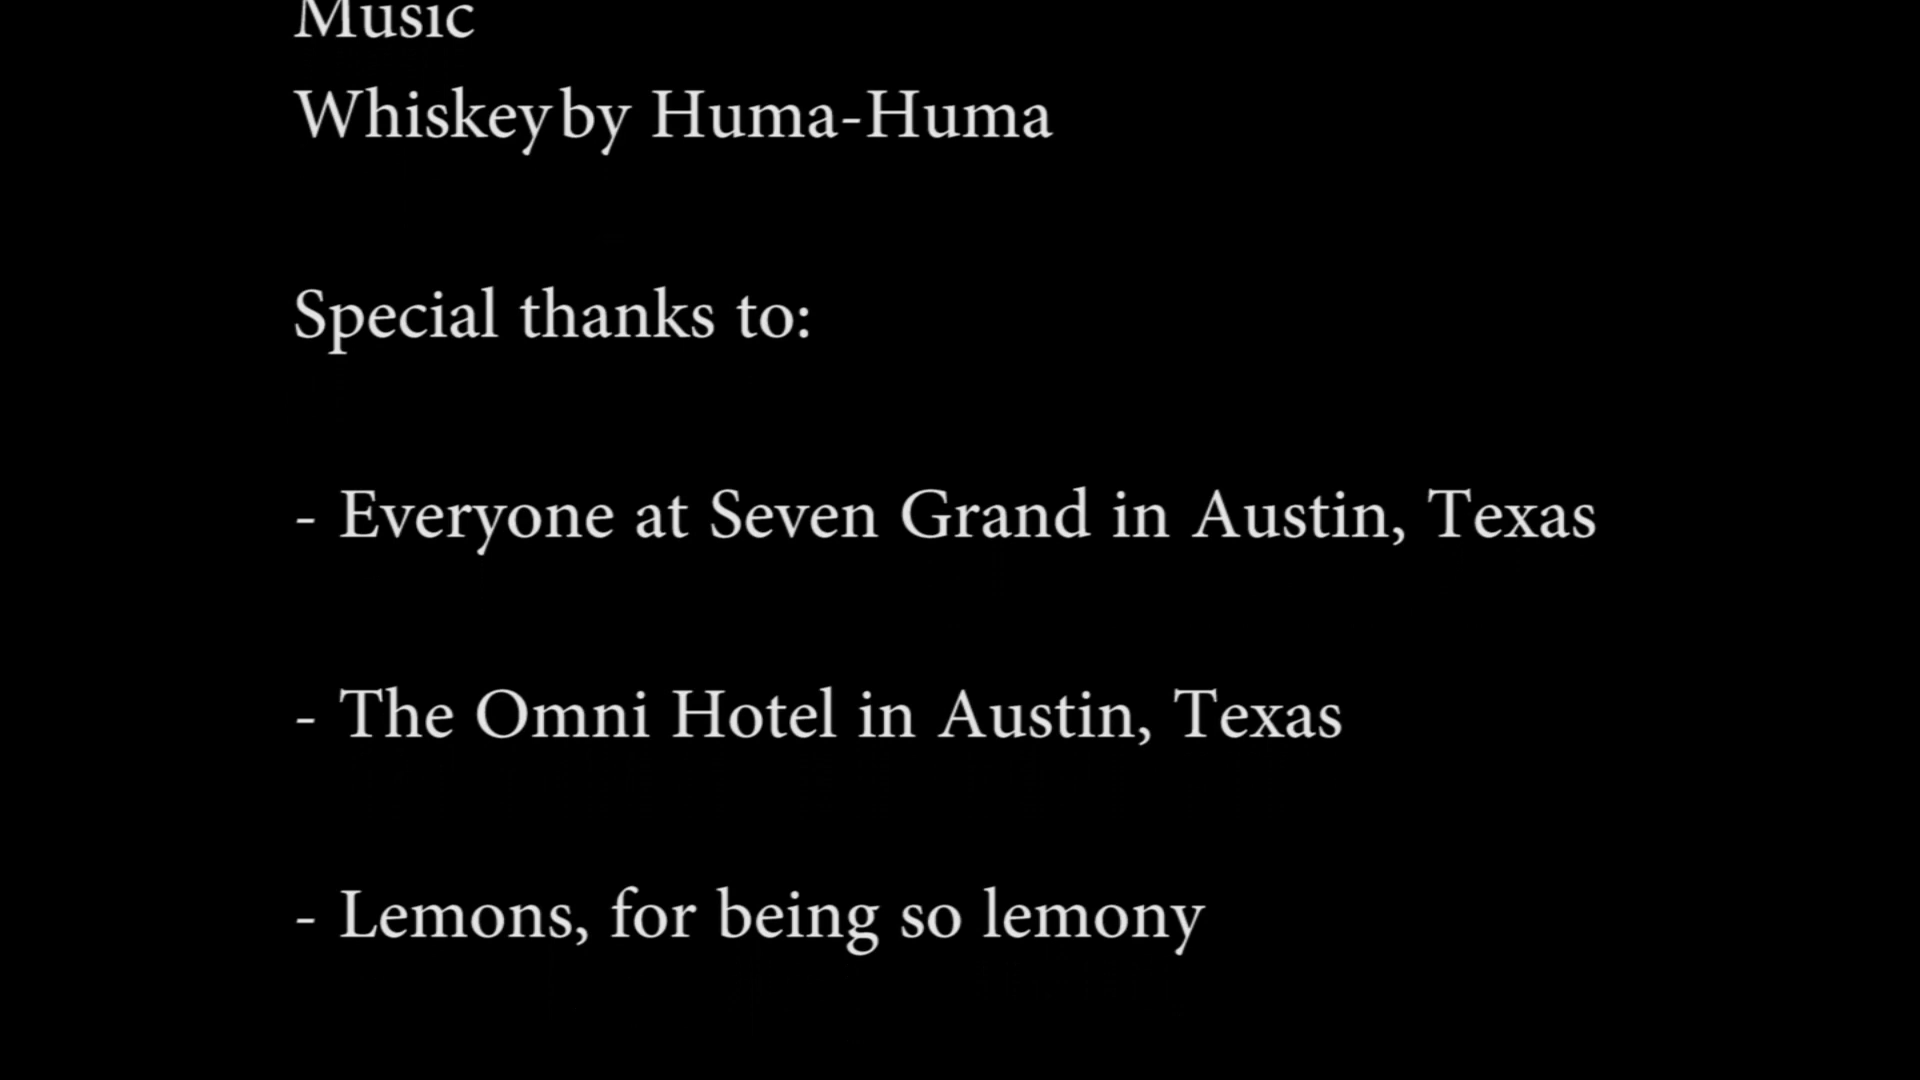 Music
Whiskey by Huma-Huma
Special thanks to:
- Everyone at Seven Grand in Austin, Texas
- The Omni Hotel in Austin, Texas
- Lemons, for being so lemony